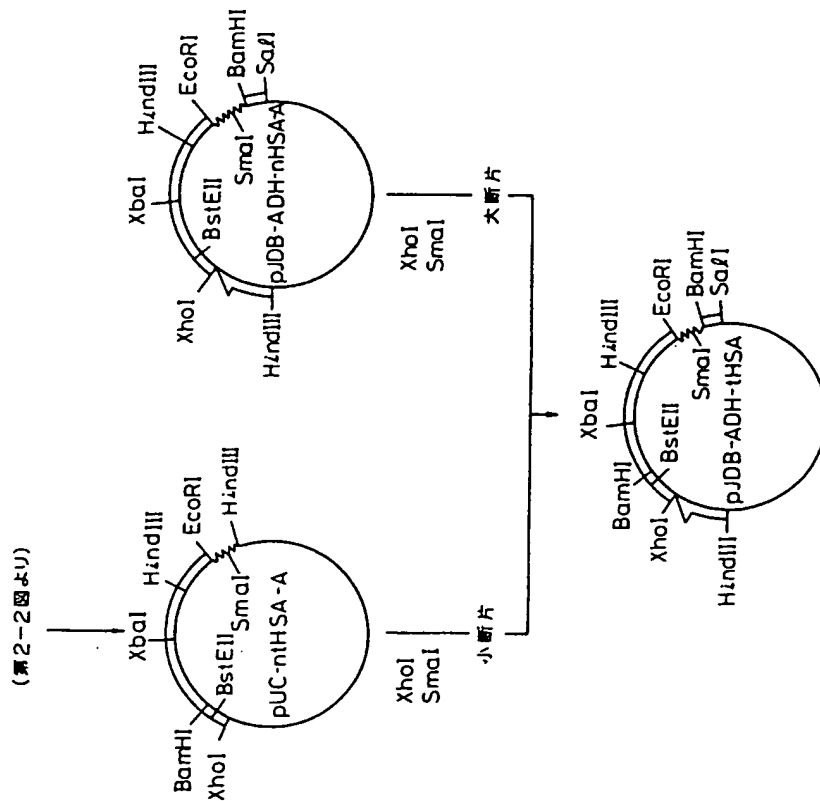 (第2-2図より)
XbaI
HindIII
EcoRI
BamHI
BstEII
SmaI
HindIII
XhoI
pUC-ntHSA-A
XhoI
SmaI
小断片
XbaI
HindIII
EcoRI
BstEII
SmaI
BamHI
SalI
XhoI
HindIII
pJDB-ADH-nHSA-A
XhoI
SmaI
大断片
XbaI
HindIII
EcoRI
BamHI
BstEII
SmaI
BamHI
SalI
XhoI
HindIII
pJDB-ADH-tHSA